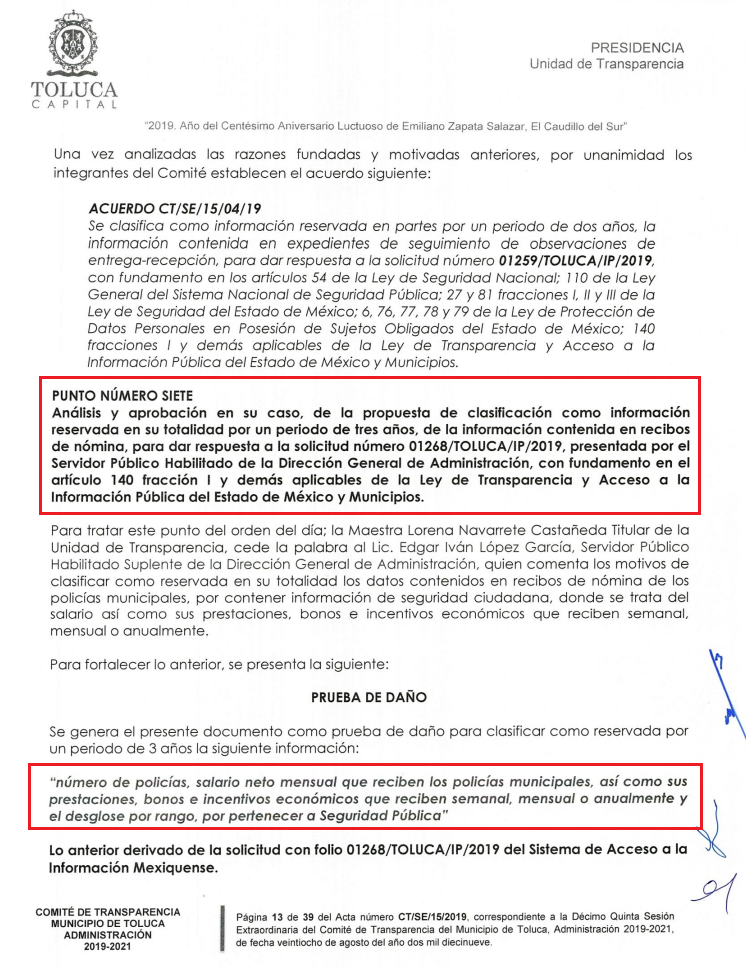 TOLUCA
CAPITAL
PRESIDENCIA
Unidad de Transparencia
"2019. Año del Centésimo Aniversario Luctuoso de Emiliano Zapata Salazar, El Caudillo del Sur"
Una vez analizadas las razones fundadas y motivadas anteriores, por unanimidad los
integrantes del Comité establecen el acuerdo siguiente:
ACUERDO CT/SE/15/04/19
Se clasifica como información reservada en partes por un periodo de dos años, la
información contenida en expedientes de seguimiento de observaciones de
entrega-recepción, para dar respuesta a la solicitud número 01259/TOLUCA/IP/2019,
con fundamento en los artículos 54 de la Ley de Seguridad Nacional; 110 de la Ley
General del Sistema Nacional de Seguridad Pública; 27 y 81 fracciones I, II y III de la
Ley de Seguridad del Estado de México; 6, 76, 77, 78 y 79 de la Ley de Protección de
Datos Personales en Posesión de Sujetos Obligados del Estado de México; 140
fracciones I y demás aplicables de la Ley de Transparencia y Acceso a la
Información Pública del Estado de México y Municipios.
PUNTO NÚMERO SIETE
Análisis y aprobación en su caso, de la propuesta de clasificación como información
reservada en su totalidad por un periodo de tres años, de la información contenida en recibos
de nómina, para dar respuesta a la solicitud número 01268/TOLUCA/IP/2019, presentada por el
Servidor Público Habilitado de la Dirección General de Administración, con fundamento en el
artículo 140 fracción I y demás aplicables de la Ley de Transparencia y Acceso a la
Información Pública del Estado de México y Municipios.
Para tratar este punto del orden del día; la Maestra Lorena Navarrete Castañeda Titular de la
Unidad de Transparencia, cede la palabra al Lic. Edgar Iván López García, Servidor Público
Habilitado Suplente de la Dirección General de Administración, quien comenta los motivos de
clasificar como reservada en su totalidad los datos contenidos en recibos de nómina de los
policías municipales, por contener información de seguridad ciudadana, donde se trata del
salario así como sus prestaciones, bonos e incentivos económicos que reciben semanal,
mensual o anualmente.
Para fortalecer lo anterior, se presenta la siguiente:
PRUEBA DE DAÑO
Se genera el presente documento como prueba de daño para clasificar como reservada por
un periodo de 3 años la siguiente información:
"número de policías, salario neto mensual que reciben los policías municipales, así como sus
prestaciones, bonos e incentivos económicos que reciben semanal, mensual o anualmente y
el desglose por rango, por pertenecer a Seguridad Pública"
Lo anterior derivado de la solicitud con folio 01268/TOLUCA/IP/2019 del Sistema de Acceso a la
Información Mexiquense.
COMITÉ DE TRANSPARENCIA
MUNICIPIO DE TOLUCA
ADMINISTRACIÓN
2019-2021
Página 13 de 39 del Acta número CT/SE/15/2019, correspondiente a la Décimo Quinta Sesión
Extraordinaria del Comité de Transparencia del Municipio de Toluca, Administración 2019-2021,
de fecha veintiocho de agosto del año dos mil diecinueve.